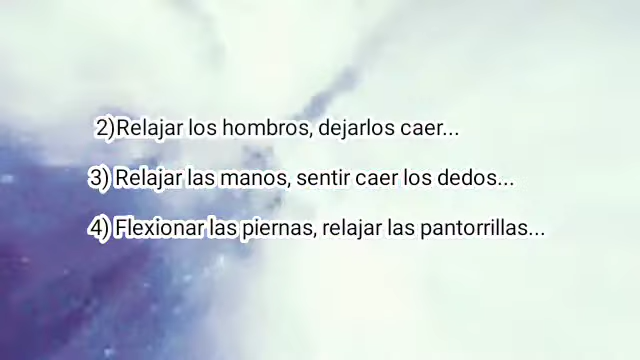 2)Relajar los hombros, dejarlos caer...
3) Relajar las manos, sentir caer los dedos...
4) Flexionar las piernas, relajar las pantorrillas...